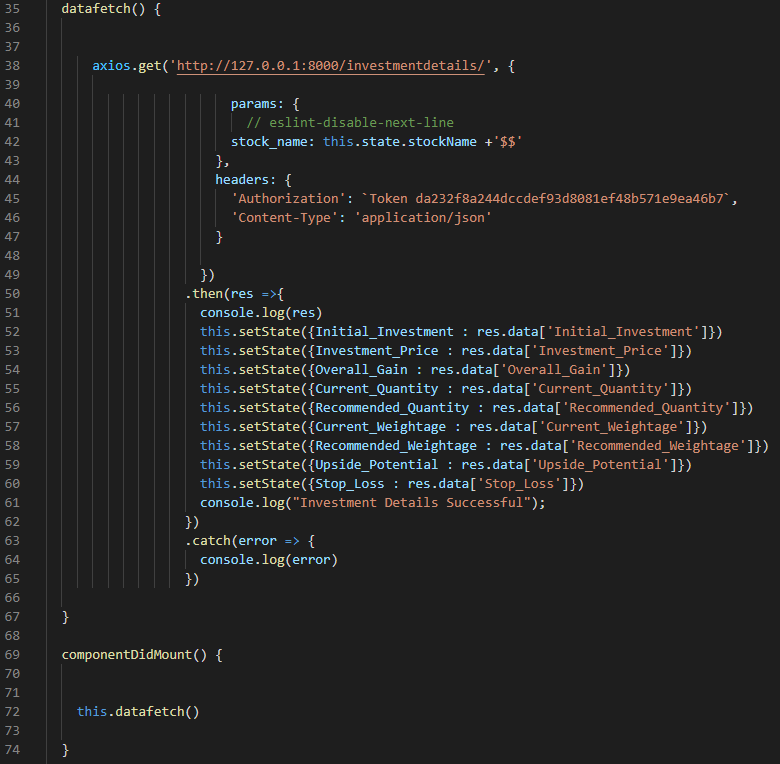 35 datafetch() {
36
37
38 axios.get('http://127.0.0.1:8000/investmentdetails/', {
39
40 params: {
41 // eslint-disable-next-line
42 stock_name: this.state.stockName +'$$'
43 },
44 headers: {
45 'Authorization': `Token da232f8a244dccdef93d8081ef48b571e9ea46b7`,
46 'Content-Type': 'application/json'
47 }
48
49 })
50 .then(res =>{
51 console.log(res)
52 this.setState({Initial_Investment : res.data['Initial_Investment']})
53 this.setState({Investment_Price : res.data['Investment_Price']})
54 this.setState({Overall_Gain : res.data['Overall_Gain']})
55 this.setState({Current_Quantity : res.data['Current_Quantity']})
56 this.setState({Recommended_Quantity : res.data['Recommended_Quantity']})
57 this.setState({Current_Weightage : res.data['Current_Weightage']})
58 this.setState({Recommended_Weightage : res.data['Recommended_Weightage']})
59 this.setState({Upside_Potential : res.data['Upside_Potential']})
60 this.setState({Stop_Loss : res.data['Stop_Loss']})
61 console.log("Investment Details Successful");
62 })
63 .catch(error => {
64 console.log(error)
65 })
66
67 }
68
69 componentDidMount() {
70
71
72 this.datafetch()
73
74 }